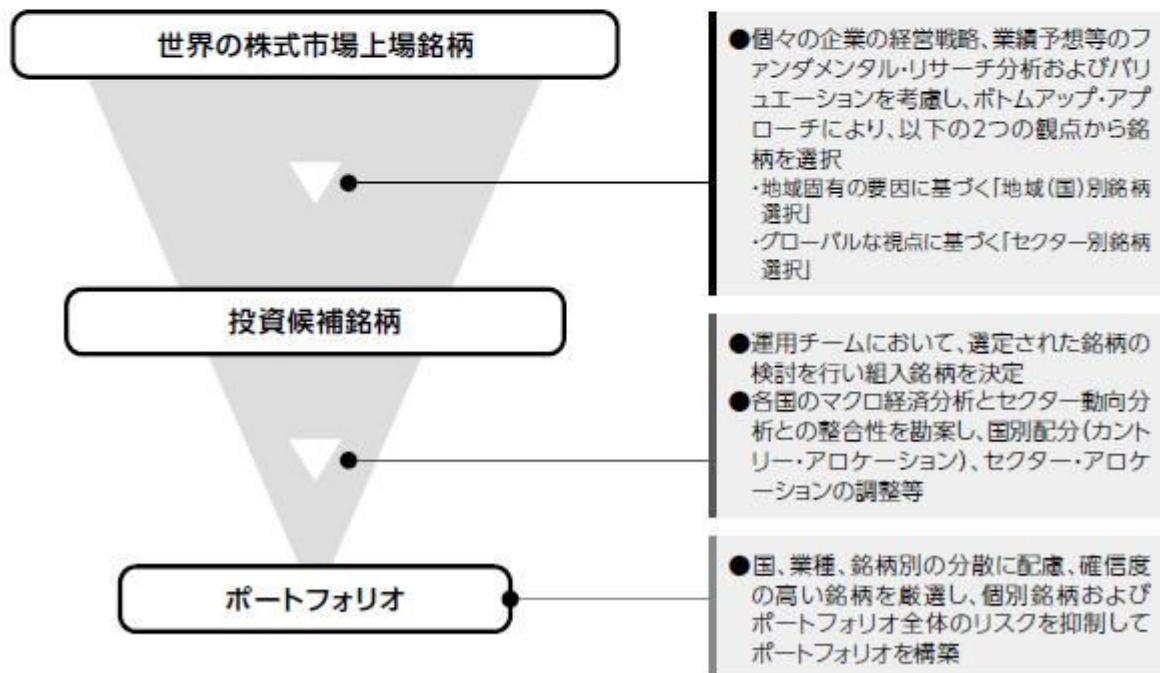 世界の株式市場上場銘柄
●個々の企業の経営戦略、業績予想等のフ
ァンダメンタル・リサーチ分析およびバリ
ュエーションを考慮し、ボトムアップ・アプ
ローチにより、以下の2つの観点から銘
柄を選択
・地域固有の要因に基づく「地域(国)別銘柄
選択」
・グローバルな視点に基づく「セクター別銘柄
選択」
投資候補銘柄
●運用チームにおいて、選定された銘柄の
検討を行い組入銘柄を決定
●各国のマクロ経済分析とセクター動向分
析との整合性を勘案し、国別配分(カント
リー・アロケーション)、セクター・アロケ
ーションの調整等
ポートフォリオ
●国、業種、銘柄別の分散に配慮、確信度
の高い銘柄を厳選し、個別銘柄および
ポートフォリオ全体のリスクを抑制して
ポートフォリオを構築